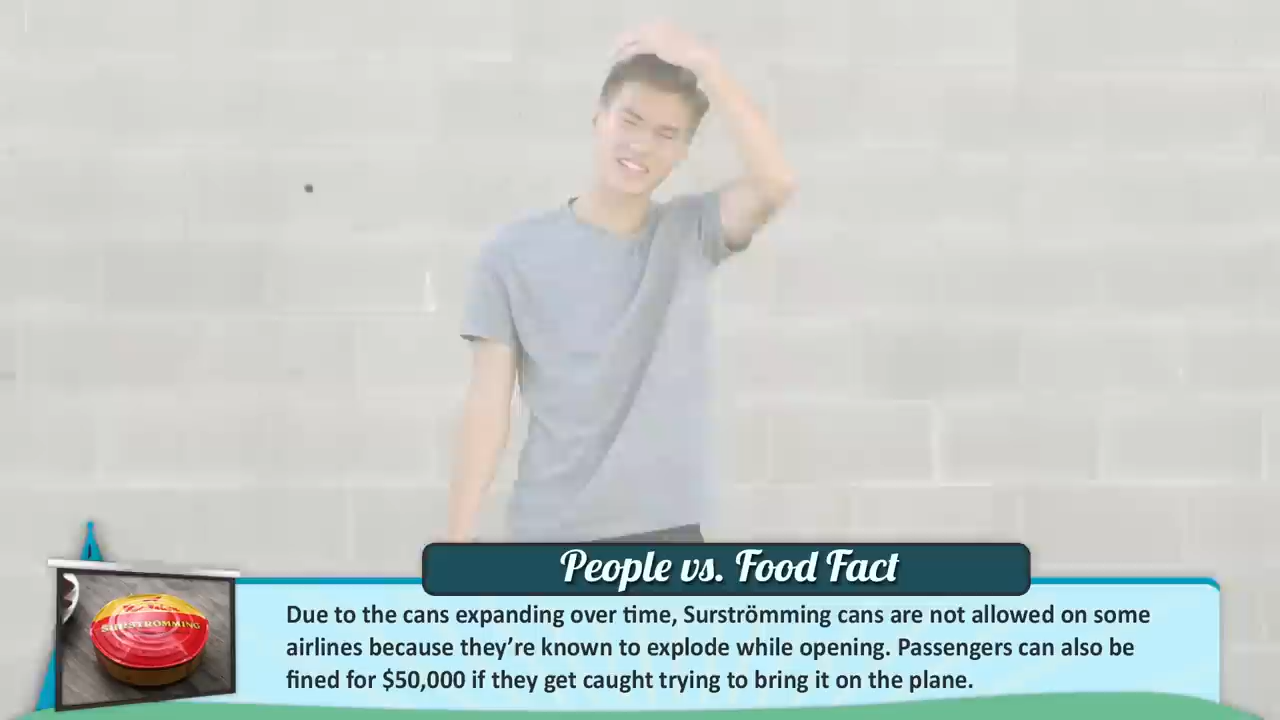 People vs. Food Fact
Due to the cans expanding over time, Surströmming cans are not allowed on some
airlines because they're known to explode while opening. Passengers can also be
fined for $50,000 if they get caught trying to bring it on the plane.
SURSTRÖMMING